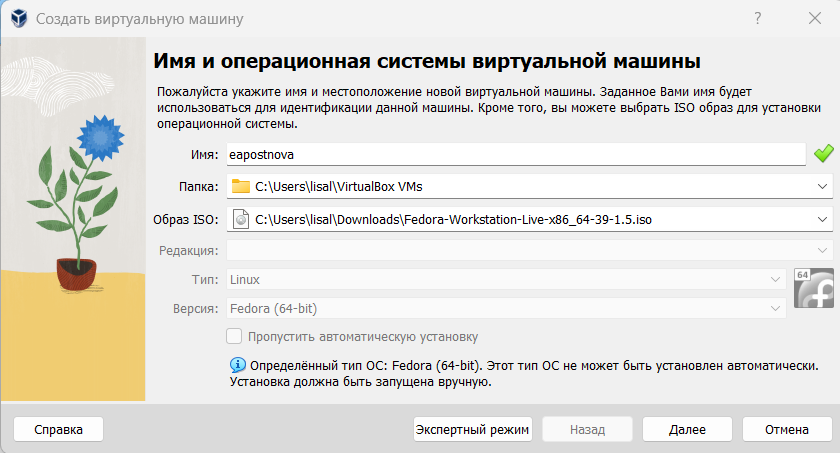 Создать виртуальную машину
?
Имя и операционная системы виртуальной машины
Пожалуйста укажите имя и местоположение новой виртуальной машины. Заданное Вами имя будет
использоваться для идентификации данной машины. Кроме того, вы можете выбрать ISO образ для установки
операционной системы.
Имя: eapostnova
Папка: C:\Users\lisal\VirtualBox VMs
Образ ISO: C:\Users\lisal\Downloads\Fedora-Workstation-Live-x86_64-39-1.5.iso
Редакция:
Тип: Linux
64
Версия: Fedora (64-bit)
Пропустить автоматическую установку
Определённый тип ОС: Fedora (64-bit). Этот тип ОС не может быть установлен автоматически.
Установка должна быть запущена вручную.
Справка Экспертный режим Назад Далее Отмена